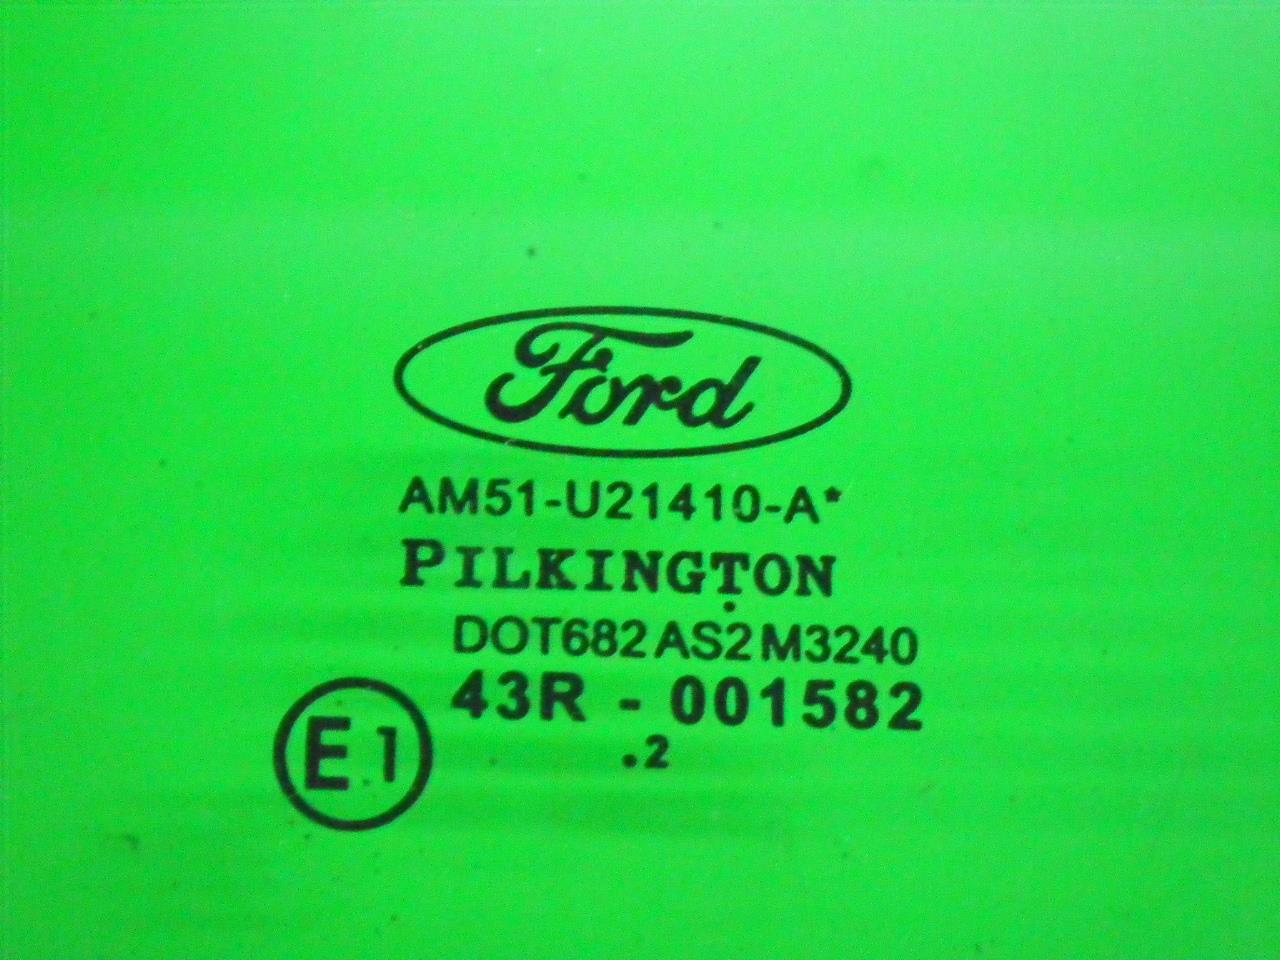 Ford
AM51-U21410-A*
PILKINGTON
DOT682 AS2 M3240
43R - 001582
E1
.2